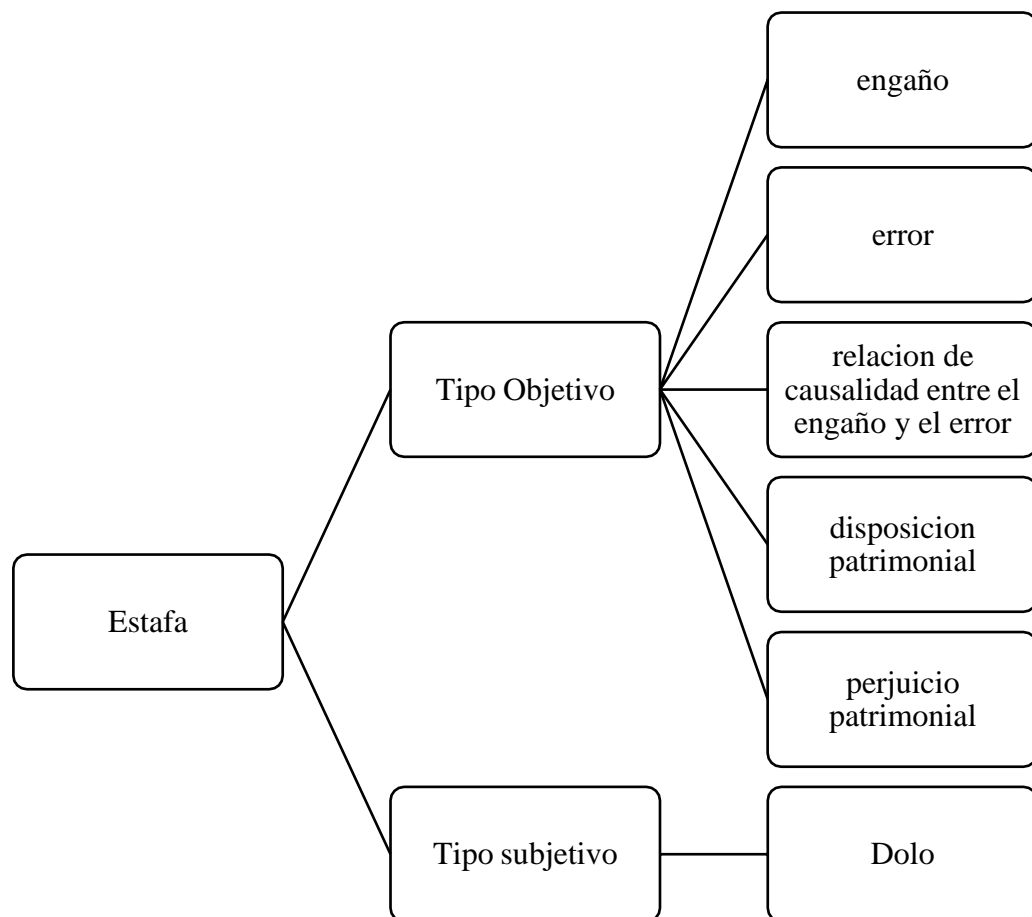 engaño
error
relacion de
causalidad entre el
engaño y el error
Tipo Objetivo
disposicion
patrimonial
Estafa
perjuicio
patrimonial
Tipo subjetivo
Dolo